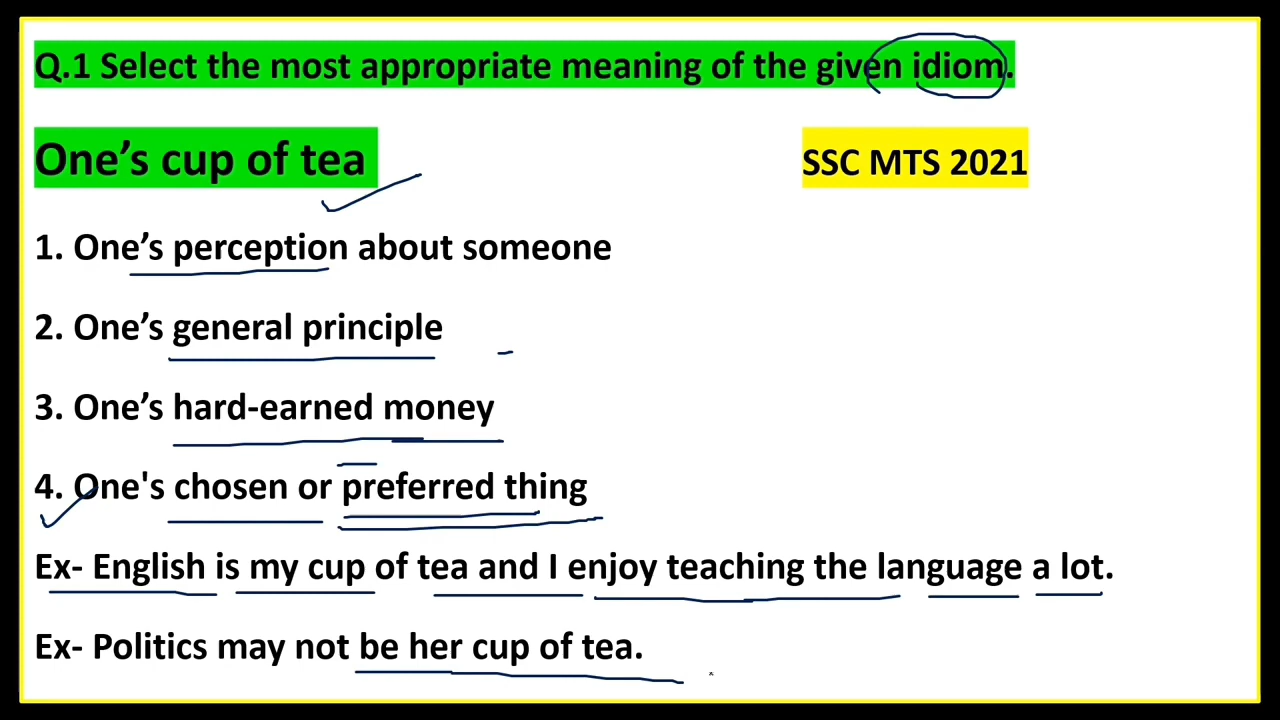 Q.1 Select the most appropriate meaning of the given idiom.
One’s cup of tea
SSC MTS 2021
1. One’s perception about someone
2. One’s general principle
3. One’s hard-earned money
4. One's chosen or preferred thing
Ex- English is my cup of tea and I enjoy teaching the language a lot.
Ex- Politics may not be her cup of tea.